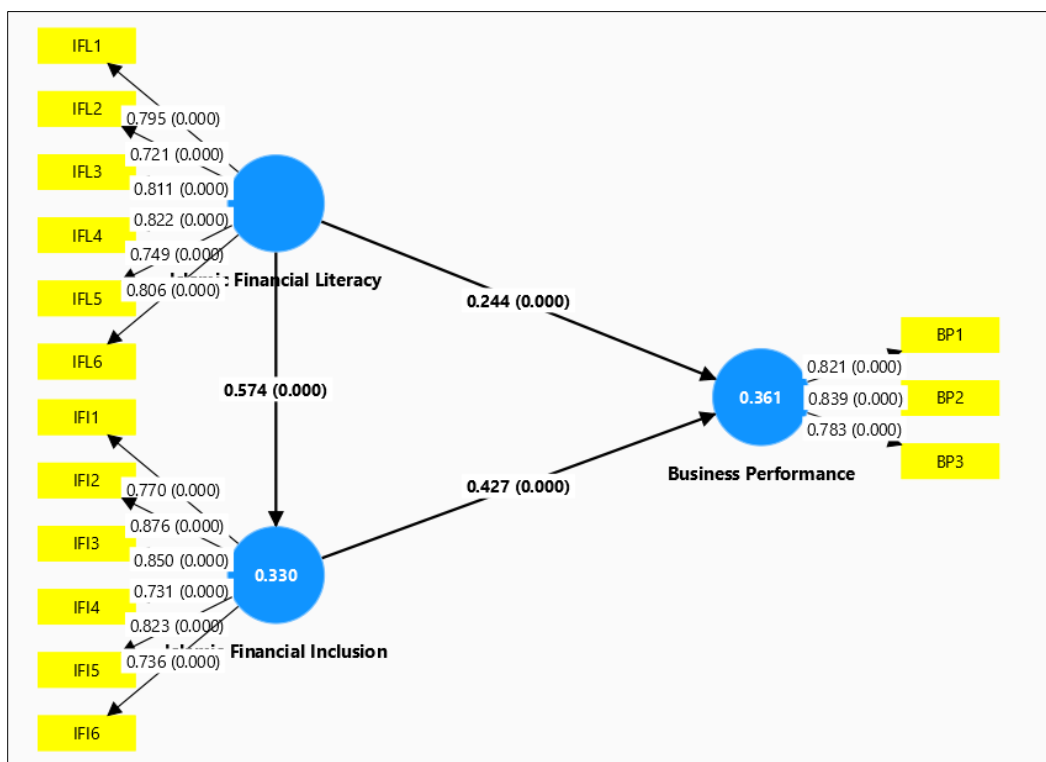 IFL1
IFL2
IFL3
IFL4
IFL5
IFL6
0.795 (0.000)
0.721 (0.000)
0.811 (0.000)
0.822 (0.000)
0.749 (0.000)
0.806 (0.000)
Islamic Financial Literacy
0.244 (0.000)
0.574 (0.000)
0.427 (0.000)
IFI1
IFI2
IFI3
IFI4
IFI5
IFI6
0.770 (0.000)
0.876 (0.000)
0.850 (0.000)
0.731 (0.000)
0.823 (0.000)
0.736 (0.000)
0.330
Islamic Financial Inclusion
0.361
Business Performance
0.821 (0.000)
0.839 (0.000)
0.783 (0.000)
BP1
BP2
BP3